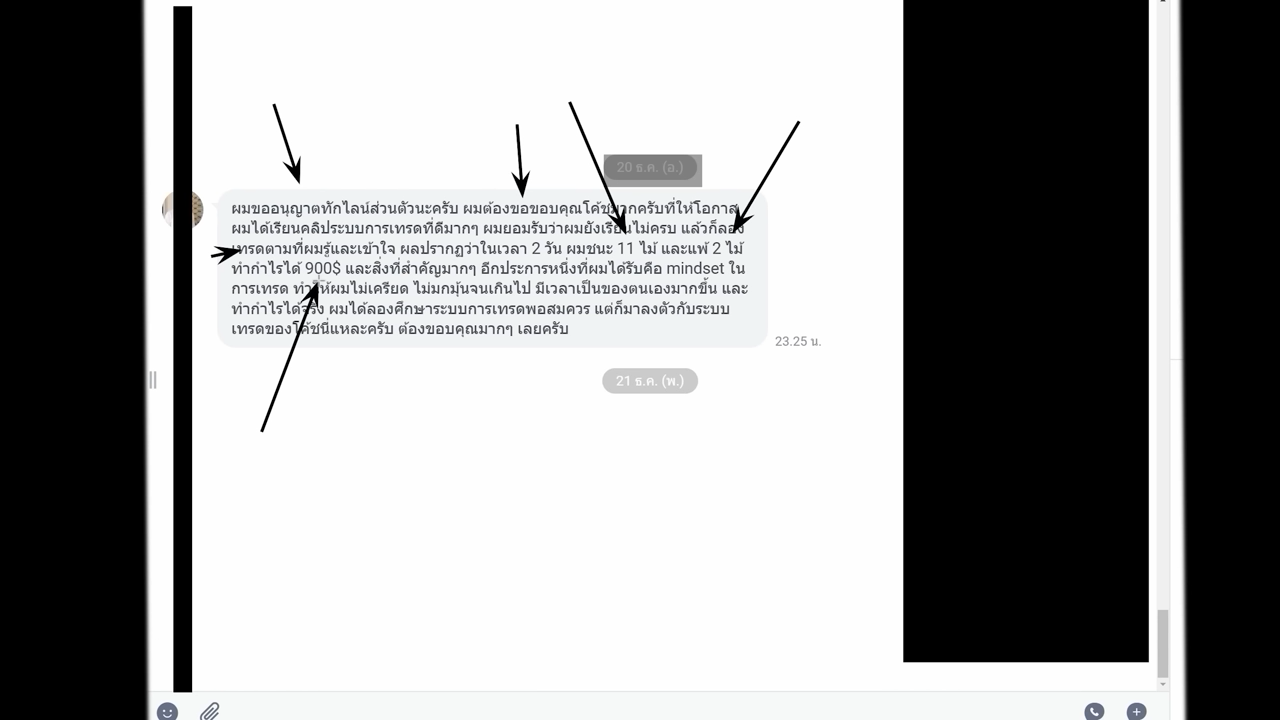 20 ธ.ค. (อ.)
ผมขออนุญาตทักไลน์ส่วนตัวนะครับ ผมต้องขอขอบคุณโค้ชมากครับที่ให้โอกาส
ผมได้เรียนคลิประบบการเทรดที่ดีมากๆ ผมยอมรับว่าผมยังเรียนไม่ครบ แล้วก็ลอง
เทรดตามที่ผมรู้และเข้าใจ ผลปรากฏว่าในเวลา 2 วัน ผมชนะ 11 ไม้ และแพ้ 2 ไม้
ทำกำไรได้ 900$ และสิ่งที่สำคัญมากๆ อีกประการหนึ่งที่ผมได้รับคือ mindset ใน
การเทรด ทำให้ผมไม่เครียด ไม่มกมุ้นจนเกินไป มีเวลาเป็นของตนเองมากขึ้น และ
ทำกำไรได้จริง ผมได้ลองศึกษาระบบการเทรดพอสมควร แต่ก็มาลงตัวกับระบบ
เทรดของโค้ชนี่แหละครับ ต้องขอบคุณมากๆ เลยครับ
23.25 น.
21 ธ.ค. (พ.)